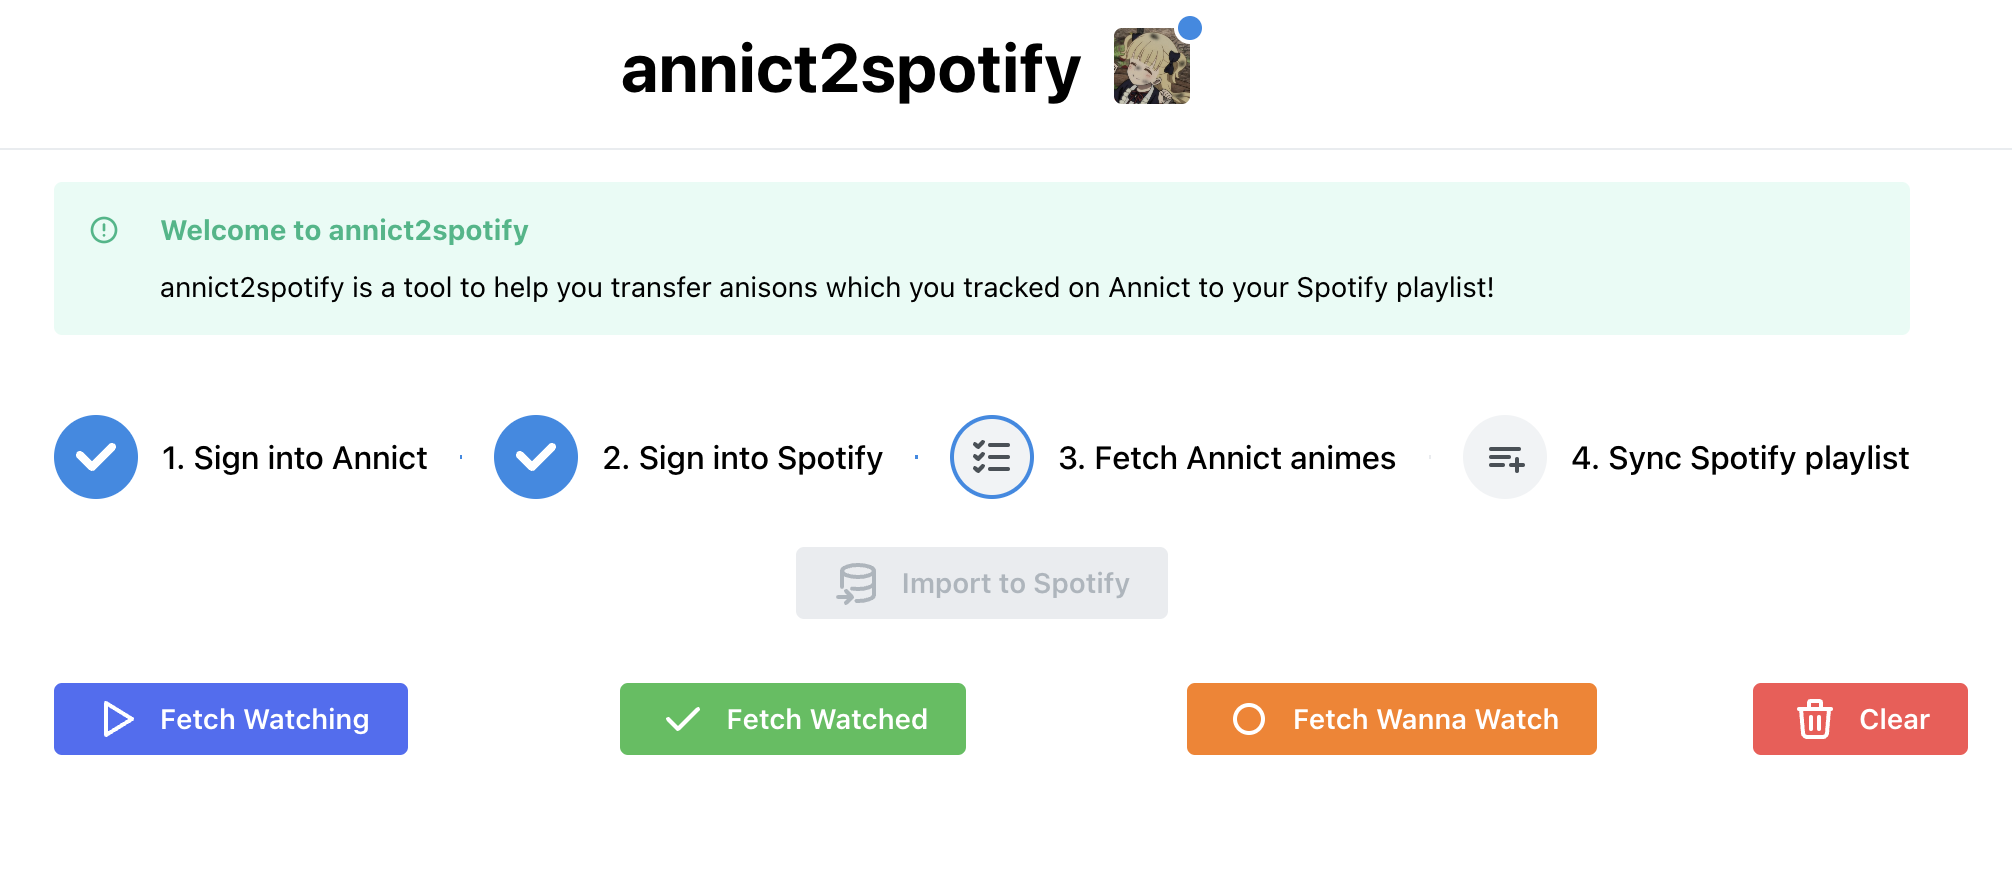 annict2spotify
Welcome to annict2spotify
annict2spotify is a tool to help you transfer anisons which you tracked on Annict to your Spotify playlist!
1. Sign into Annict
2. Sign into Spotify
3. Fetch Annict animes
4. Sync Spotify playlist
Import to Spotify
Fetch Watching
Fetch Watched
Fetch Wanna Watch
Clear